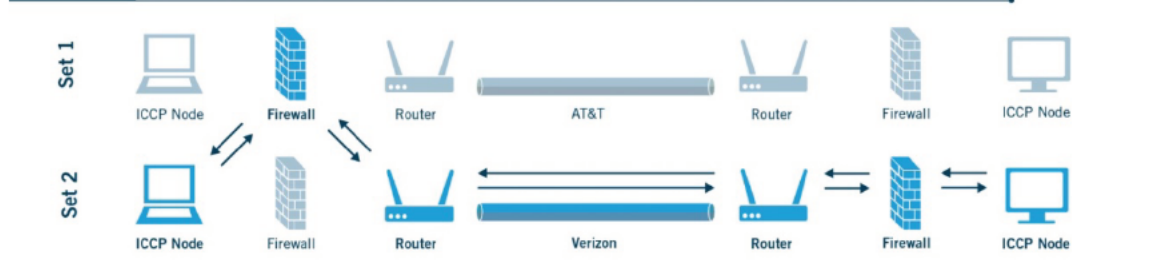 Set 1
ICCP Node
Firewall
Router
AT&T
Router
Firewall
ICCP Node
Set 2
ICCP Node
Firewall
Router
Verizon
Router
Firewall
ICCP Node